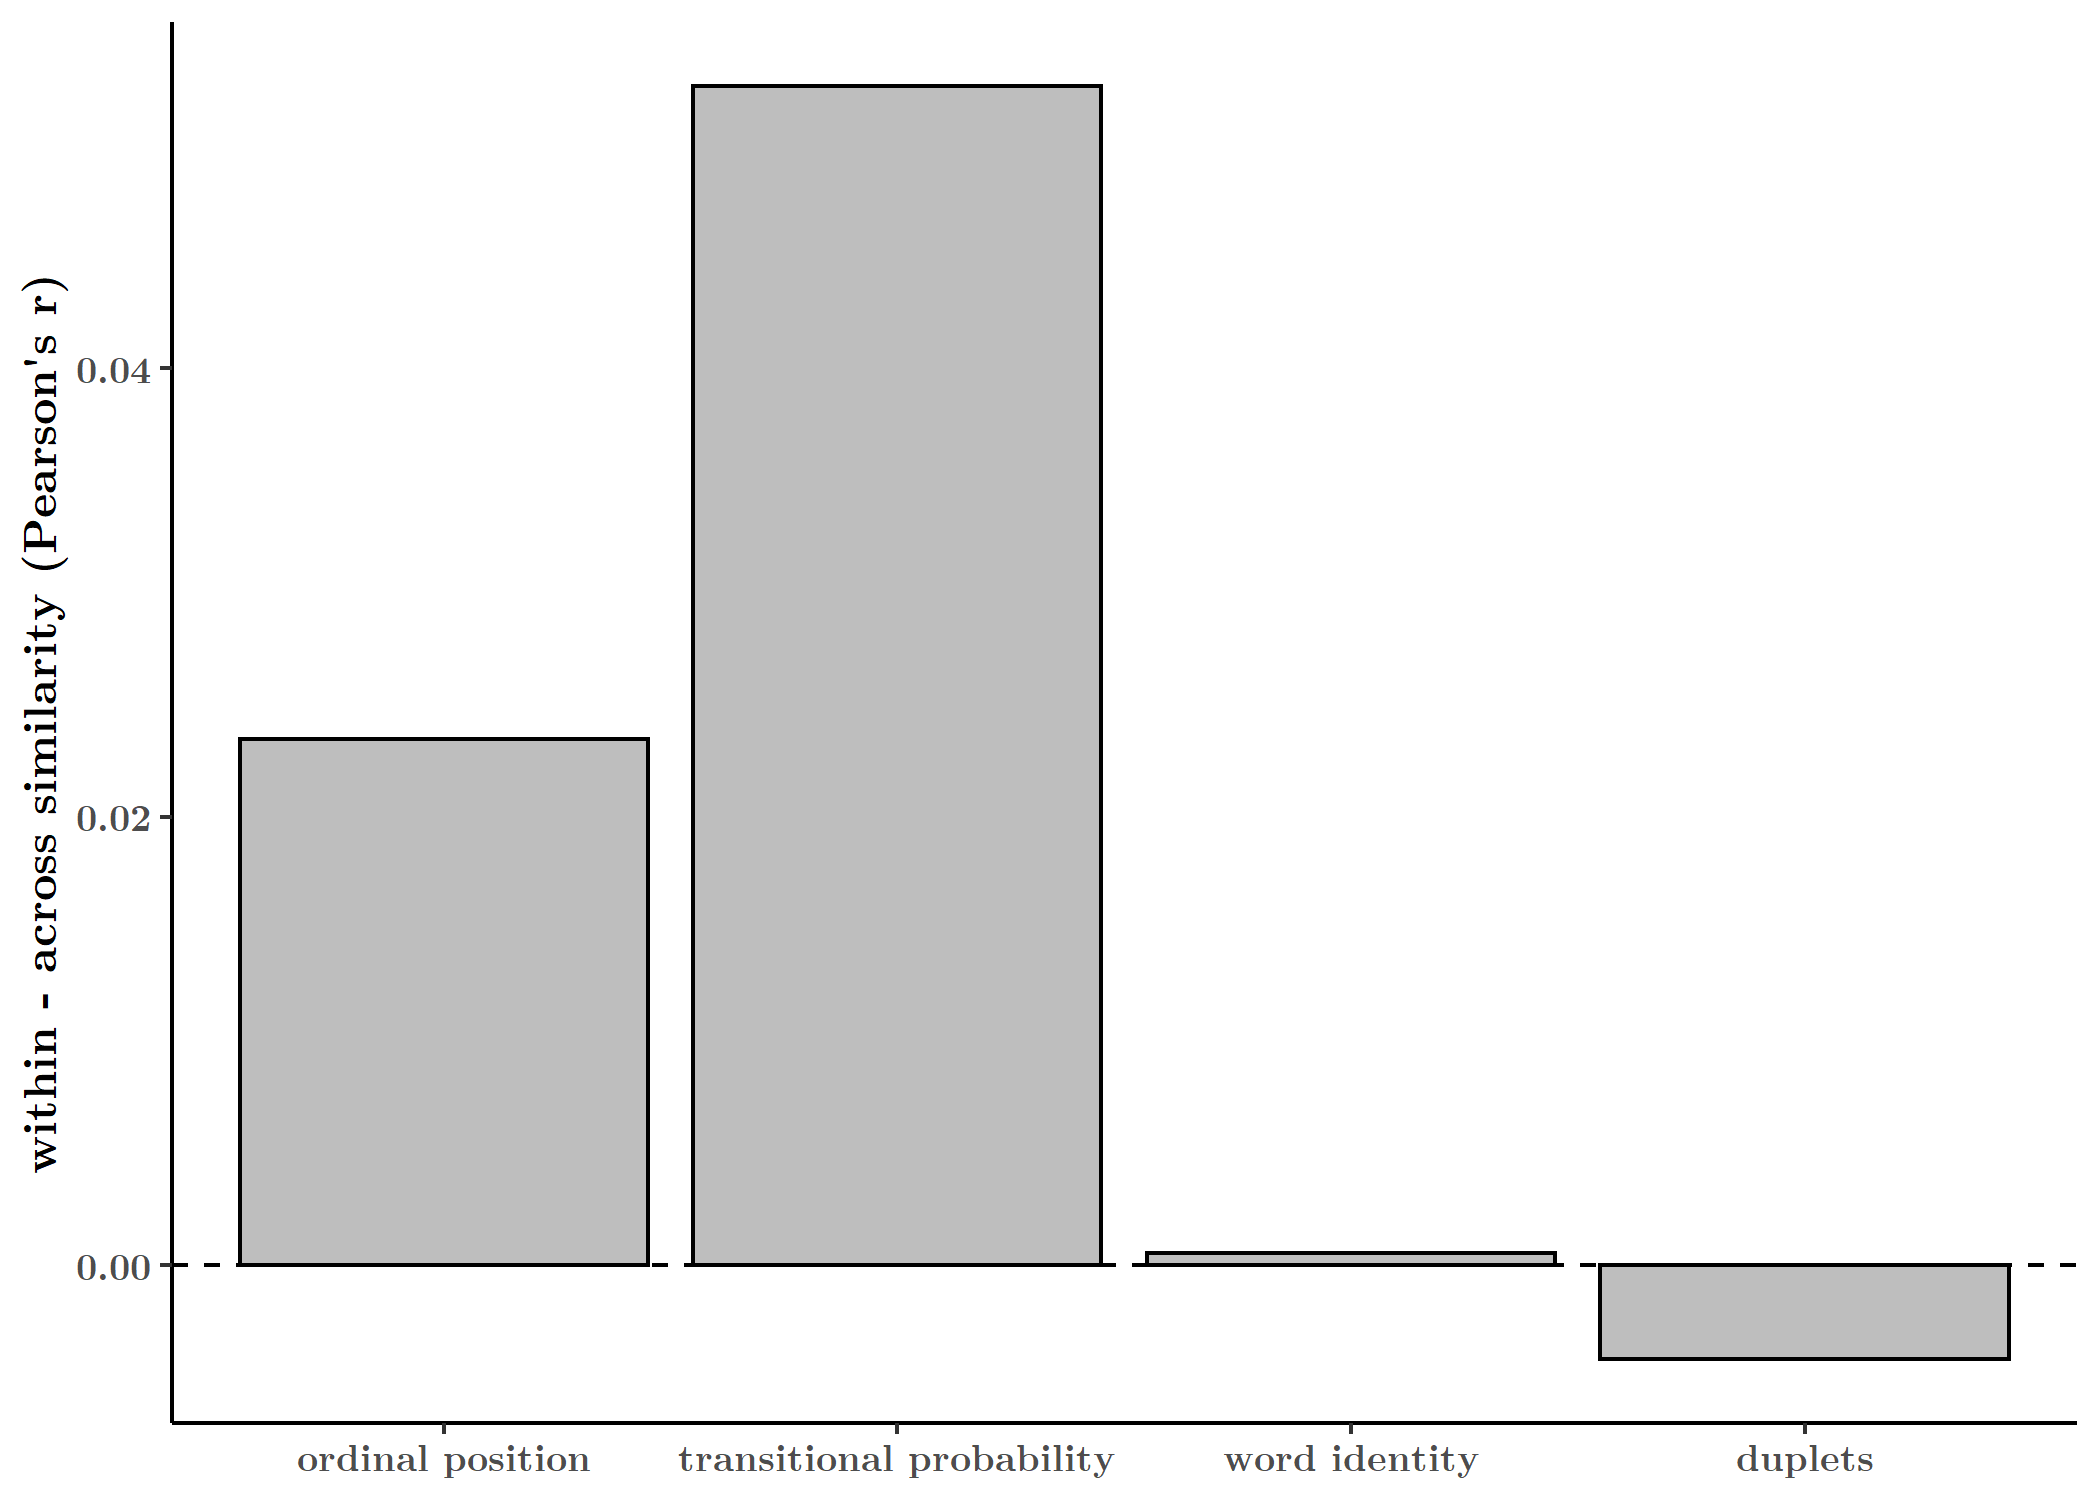 within - across similarity (Pearson's r)
0.04
0.02
0.00
ordinal position
transitional probability
word identity
duplets